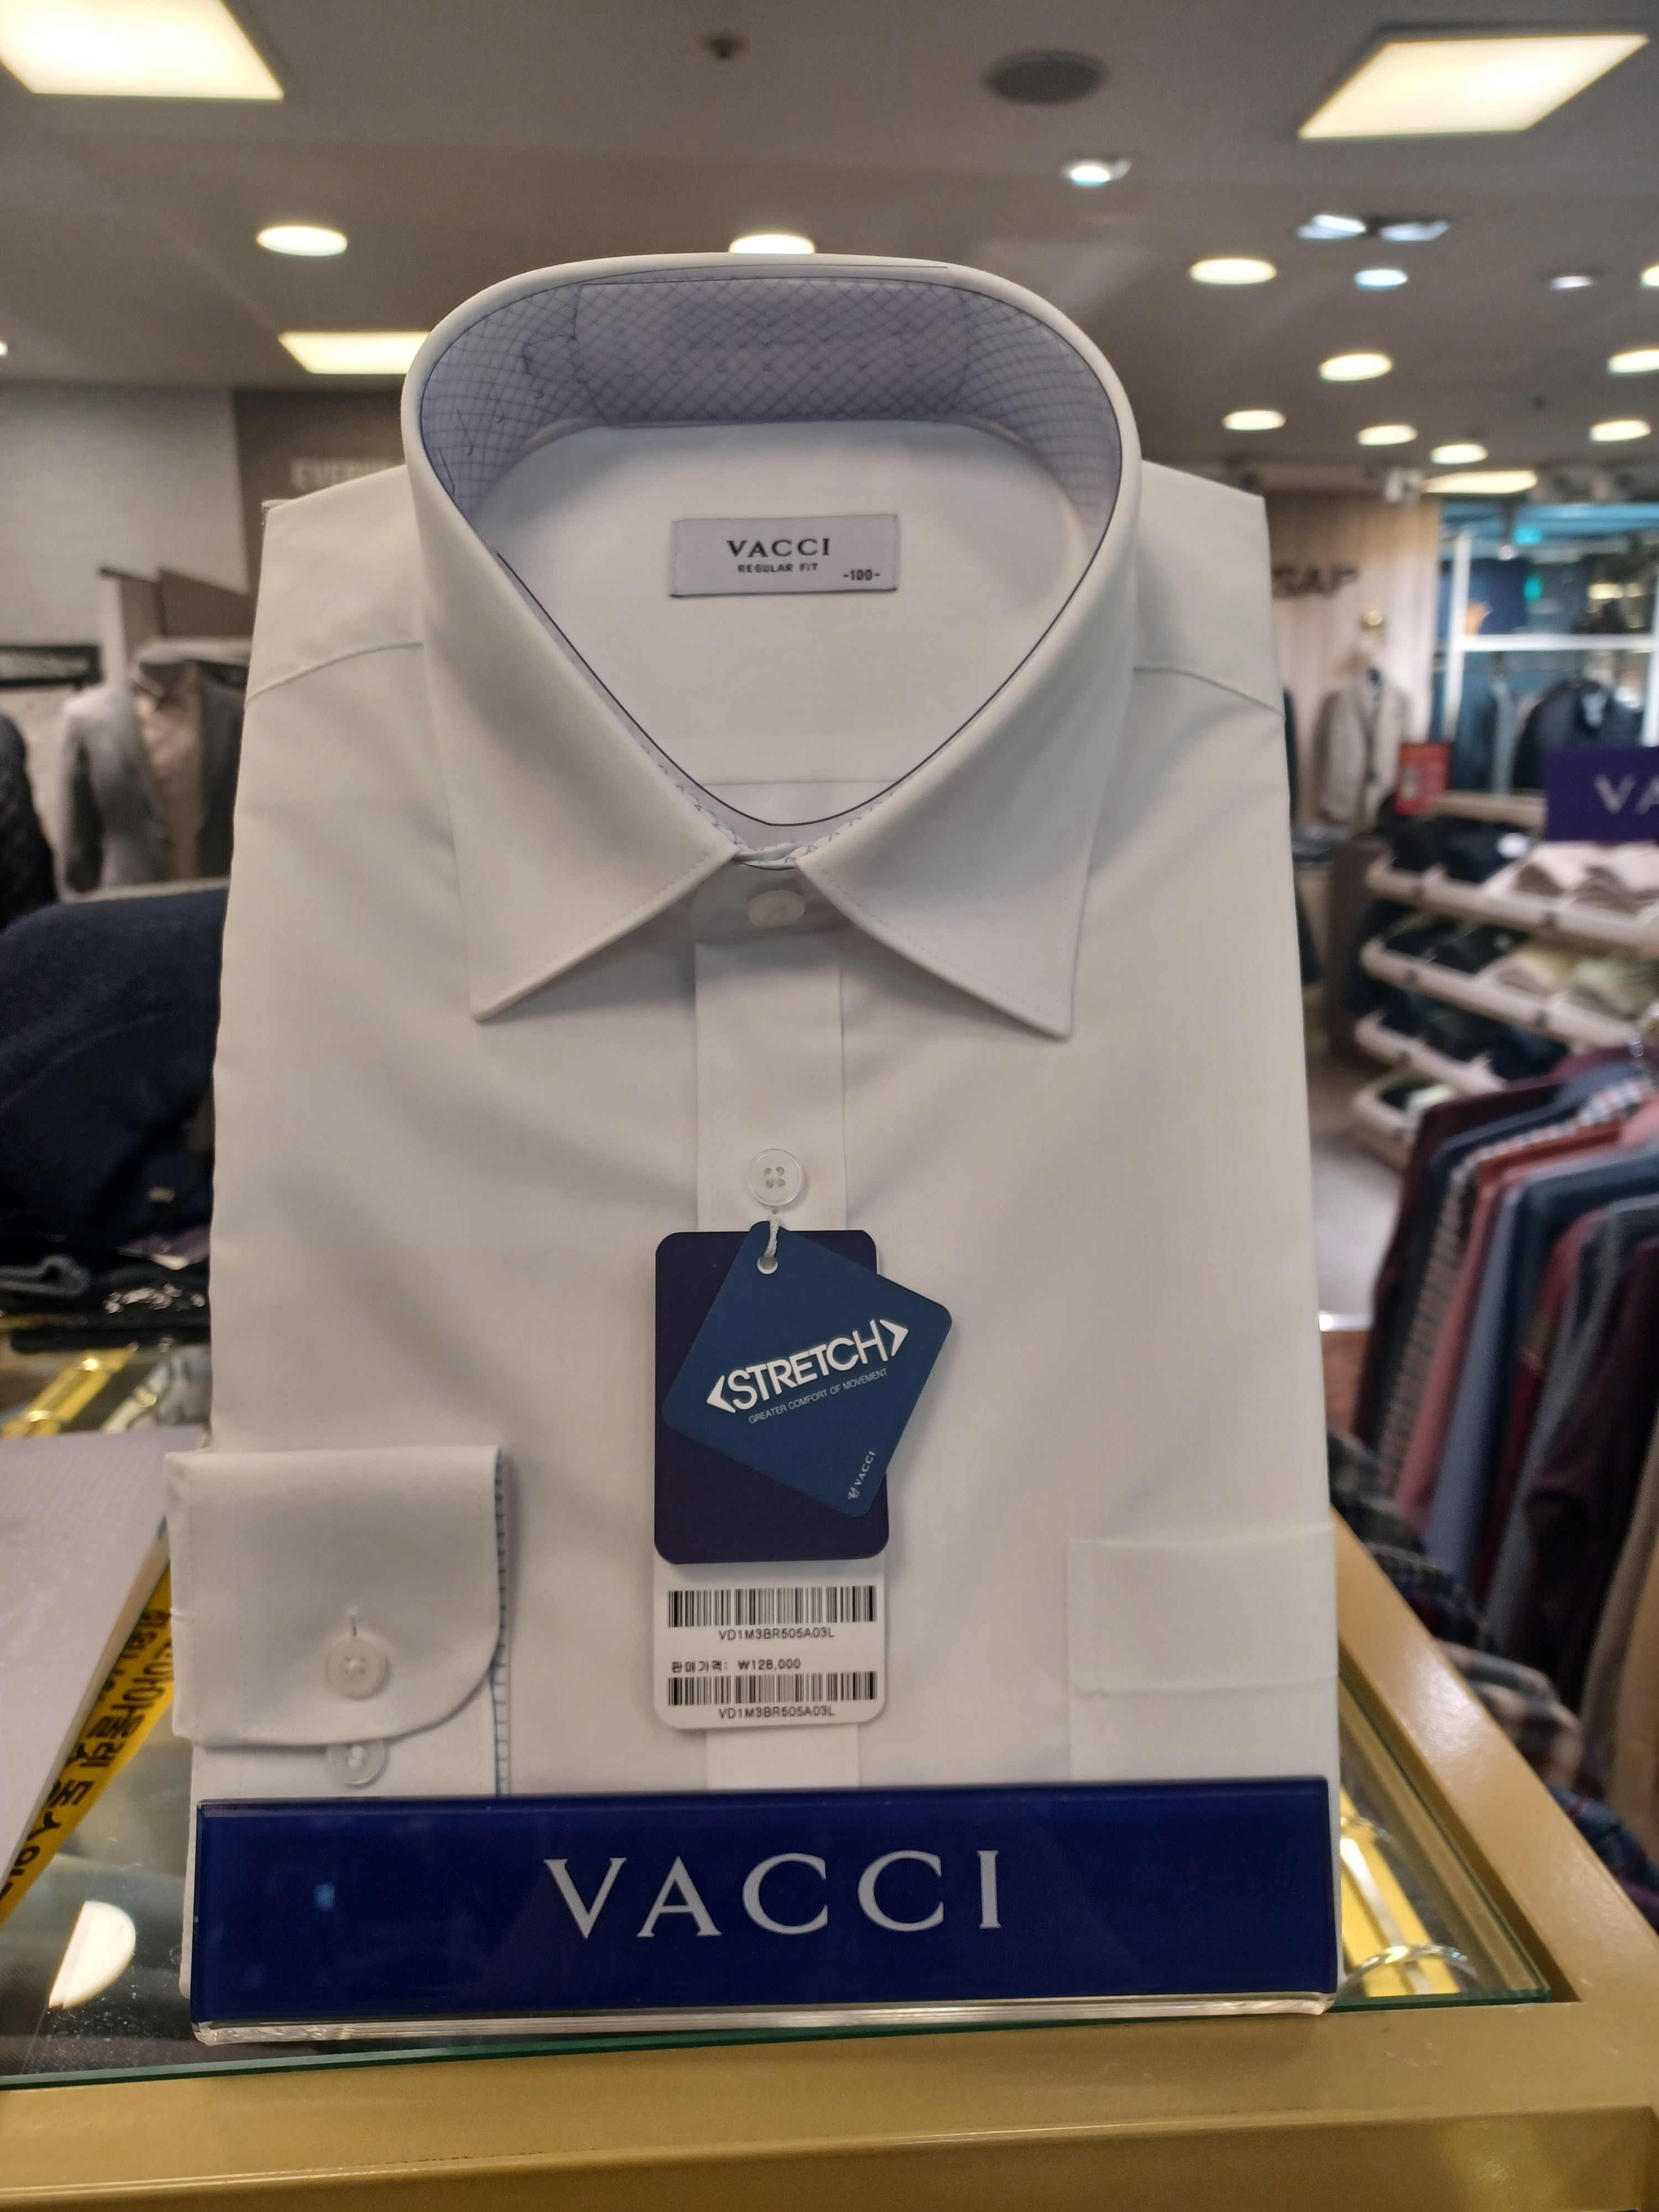 VACCI
REGULAR FIT
-100-
VA
<STRETCH>
GREATER COMFORT OF MOVEMENT
VACCI
VD1M3BR505A03L
판매가격: ₩128,000
VD1M3BR505A03L
VACCI